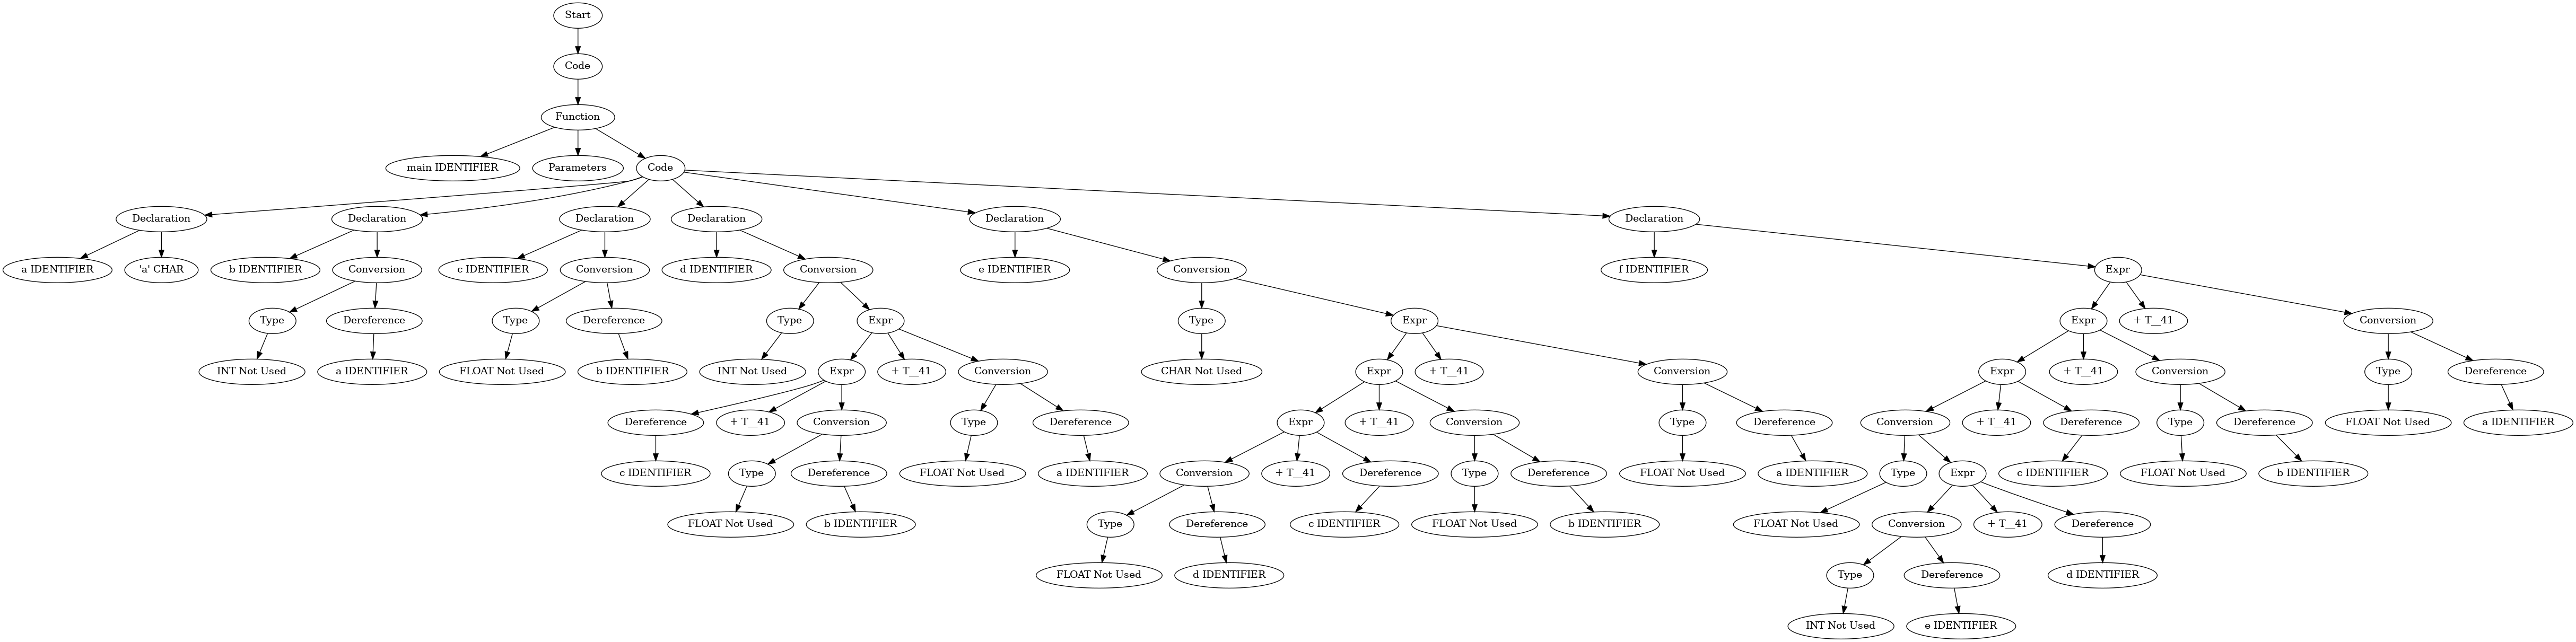 Start
Code
Function
main IDENTIFIER
Parameters
Code
Declaration
Declaration
Declaration
Declaration
Declaration
Declaration
a IDENTIFIER
'a' CHAR
b IDENTIFIER
Conversion
c IDENTIFIER
Conversion
d IDENTIFIER
Conversion
e IDENTIFIER
Conversion
f IDENTIFIER
Expr
Type
Dereference
Type
Dereference
Type
Expr
Type
Expr
Expr
+ T__41
Conversion
INT Not Used
a IDENTIFIER
FLOAT Not Used
b IDENTIFIER
INT Not Used
Expr
+ T__41
Conversion
CHAR Not Used
Expr
+ T__41
Conversion
Expr
+ T__41
Conversion
Type
Dereference
Dereference
+ T__41
Conversion
Type
Dereference
Expr
+ T__41
Conversion
Type
Dereference
Conversion
+ T__41
Dereference
Type
Dereference
FLOAT Not Used
a IDENTIFIER
c IDENTIFIER
Type
Dereference
FLOAT Not Used
a IDENTIFIER
Conversion
+ T__41
Dereference
Type
Dereference
FLOAT Not Used
a IDENTIFIER
Type
Expr
c IDENTIFIER
FLOAT Not Used
b IDENTIFIER
FLOAT Not Used
b IDENTIFIER
Type
Dereference
c IDENTIFIER
FLOAT Not Used
b IDENTIFIER
FLOAT Not Used
Conversion
+ T__41
Dereference
FLOAT Not Used
d IDENTIFIER
Type
Dereference
d IDENTIFIER
INT Not Used
e IDENTIFIER